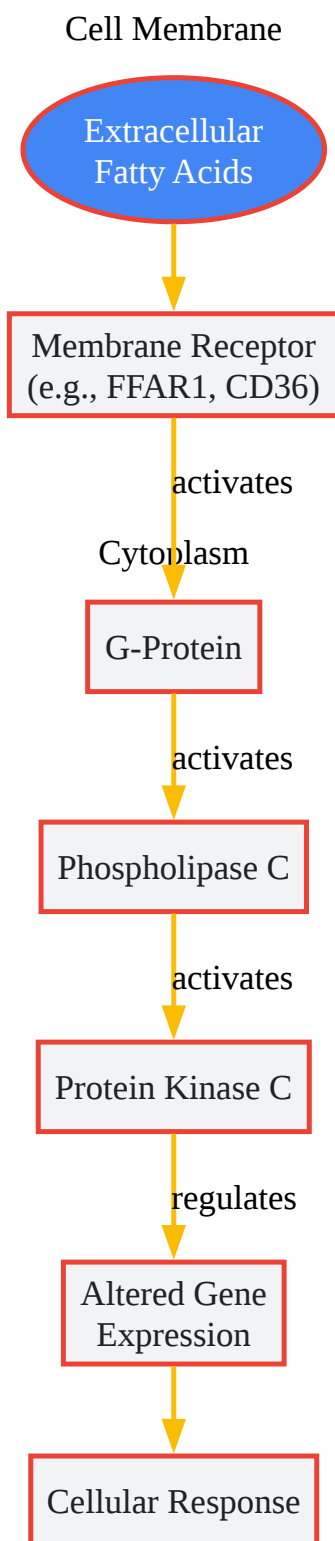 Cell Membrane
Extracellular
Fatty Acids
Membrane Receptor
(e.g., FFAR1, CD36)
activates
Cytoplasm
G-Protein
activates
Phospholipase C
activates
Protein Kinase C
regulates
Altered Gene
Expression
Cellular Response